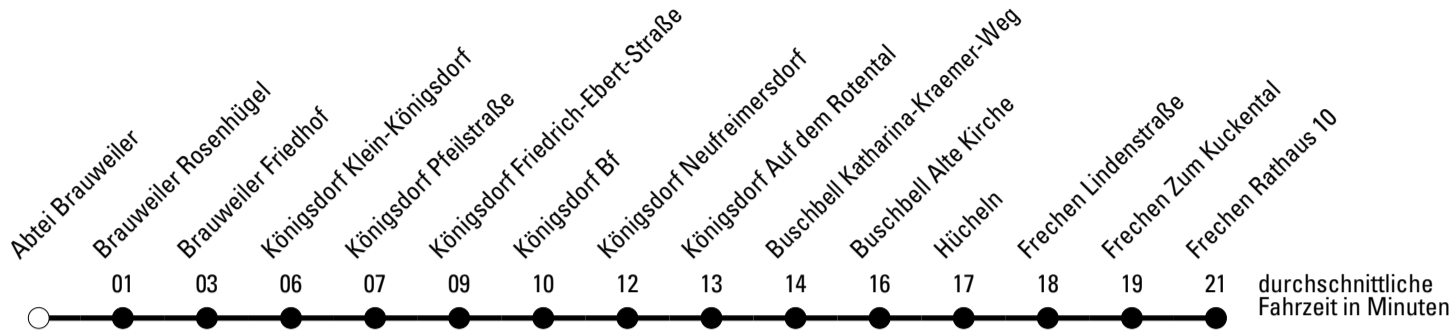 Abtei Brauweiler
Brauweiler Rosenhügel
Brauweiler Friedhof
Königsdorf Klein-Königsdorf
Königsdorf Pfeilstraße
Königsdorf Friedrich-Ebert-Straße
Königsdorf Bf
Königsdorf Neufreimersdorf
Königsdorf Auf dem Rotental
Buschbell Katharina-Kraemer-Weg
Buschbell Alte Kirche
Hücheln
Frechen Lindenstraße
Frechen Zum Kuckental
Frechen Rathaus 10
01 03 06 07 09 10 12 13 14 16 17 18 19 21
durchschnittliche
Fahrzeit in Minuten